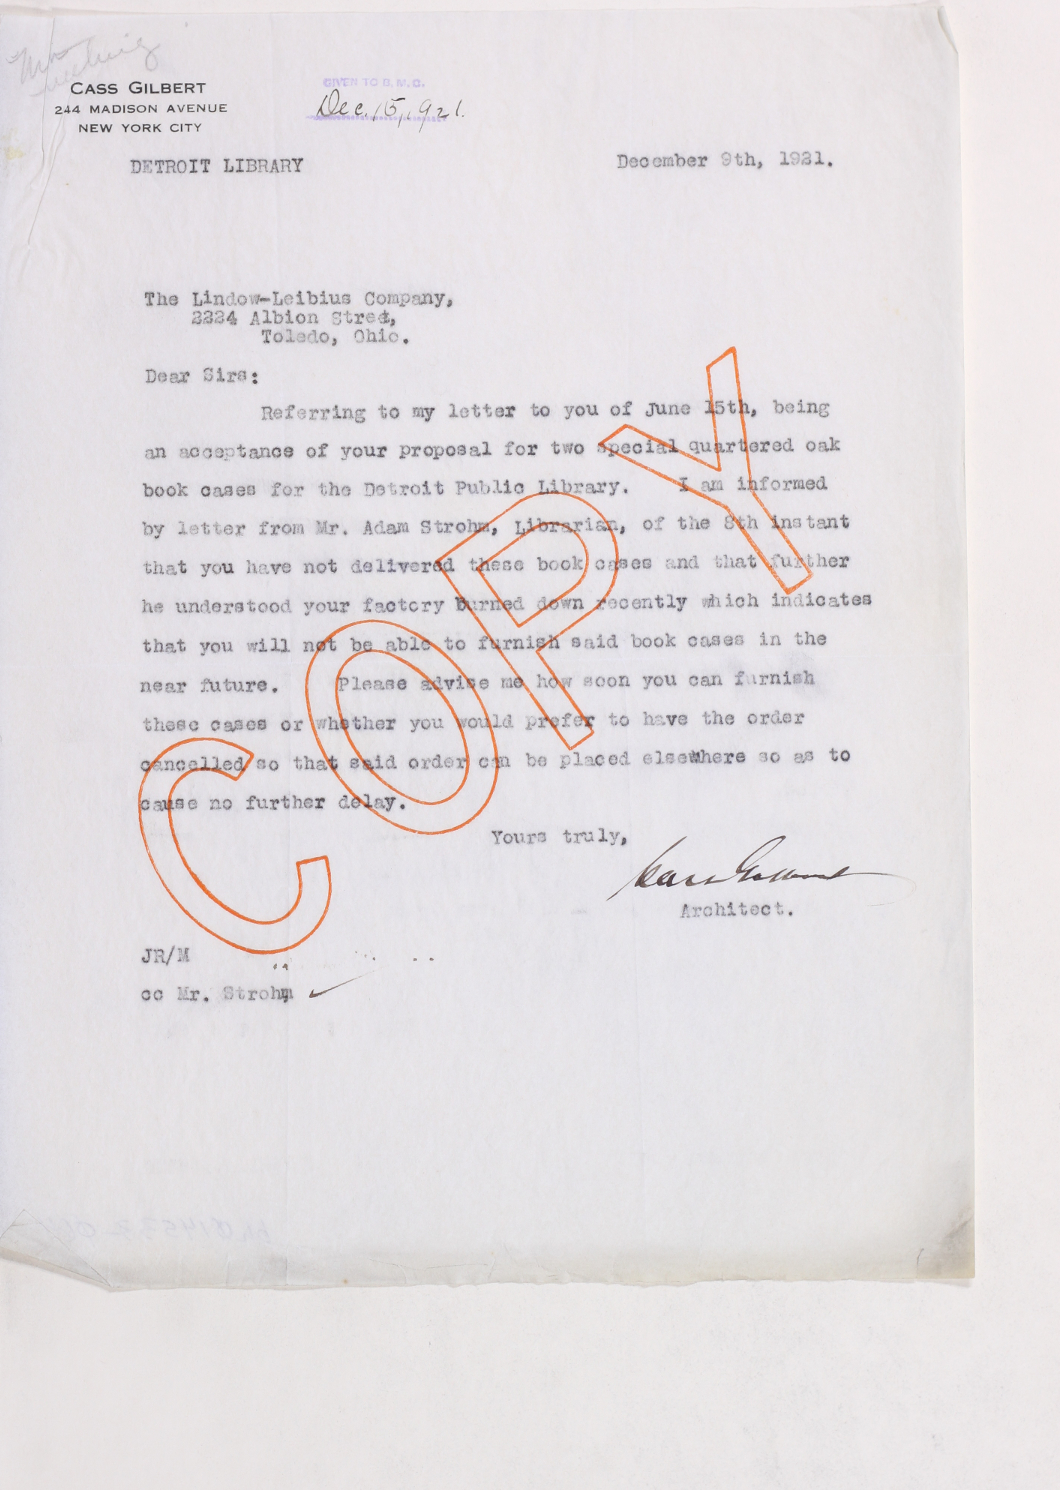 CASS GILBERT
244 MADISON AVENUE
NEW YORK CITY
GIVEN TO D.M.C.
Dec. 15, 1921.
DETROIT LIBRARY
December 9th, 1921.
The Lindow-Leibius Company,
2224 Albion Street,
Toledo, Ohio.
Dear Sirs:
Referring to my letter to you of June 15th, being
an acceptance of your proposal for two special quartered oak
book cases for the Detroit Public Library. I am informed
by letter from Mr. Adam Strohm, Librarian, of the 8th instant
that you have not delivered these book cases and that further
he understood your factory burned down recently which indicates
that you will not be able to furnish said book cases in the
near future. Please advise me how soon you can furnish
these cases or whether you would prefer to have the order
cancelled so that said order can be placed elsewhere so as to
cause no further delay.
Yours truly,
Cass Gilbert
Architect.
JR/M
cc Mr. Strohm
COPY